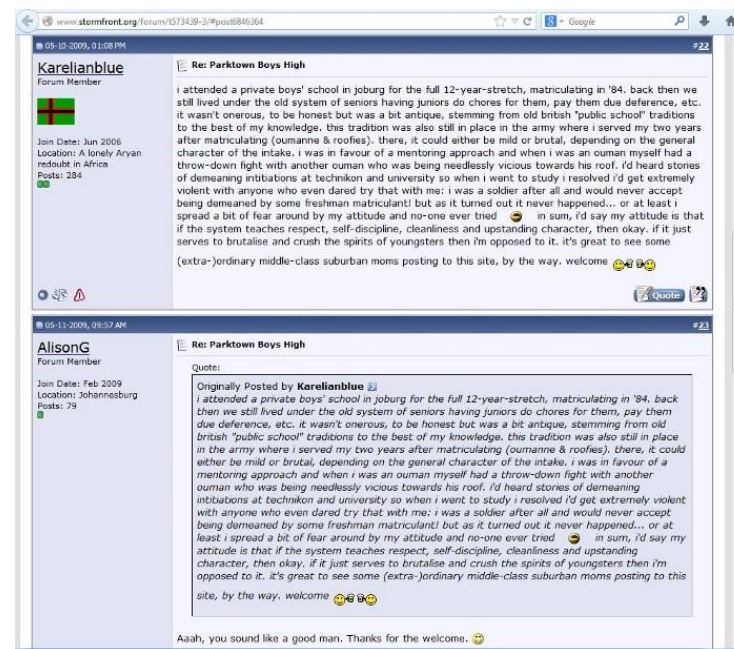 www.stormfront.org/forum/t573439-3/#post6846364
Google
05-10-2009, 01:08 PM
#22
Karelianblue
Forum Member
Join Date: Jun 2006
Location: A lonely Aryan
redoubt in Africa
Posts: 284
Re: Parktown Boys High
i attended a private boys' school in joburg for the full 12-year-stretch, matriculating in '84. back then we
still lived under the old system of seniors having juniors do chores for them, pay them due deference, etc.
it wasn't onerous, to be honest but was a bit antique, stemming from old british "public school" traditions
to the best of my knowledge. this tradition was also still in place in the army where i served my two years
after matriculating (oumanne & roofies). there, it could either be mild or brutal, depending on the general
character of the intake. i was in favour of a mentoring approach and when i was an ouman myself had a
throw-down fight with another ouman who was being needlessly vicious towards his roof. i'd heard stories
of demeaning intitiations at technikon and university so when i went to study i resolved i'd get extremely
violent with anyone who even dared try that with me: i was a soldier after all and would never accept
being demeaned by some freshman matriculant! but as it turned out it never happened... or at least i
spread a bit of fear around by my attitude and no-one ever tried in sum, i'd say my attitude is that
if the system teaches respect, self-discipline, cleanliness and upstanding character, then okay. if it just
serves to brutalise and crush the spirits of youngsters then i'm opposed to it. it's great to see some
(extra-)ordinary middle-class suburban moms posting to this site, by the way. welcome
Quote
05-11-2009, 09:57 AM
#23
AlisonG
Forum Member
Join Date: Feb 2009
Location: Johannesburg
Posts: 79
Re: Parktown Boys High
Quote:
Originally Posted by Karelianblue
i attended a private boys' school in joburg for the full 12-year-stretch, matriculating in '84. back
then we still lived under the old system of seniors having juniors do chores for them, pay them
due deference, etc. it wasn't onerous, to be honest but was a bit antique, stemming from old
british "public school" traditions to the best of my knowledge. this tradition was also still in place
in the army where i served my two years after matriculating (oumanne & roofies). there, it could
either be mild or brutal, depending on the general character of the intake. i was in favour of a
mentoring approach and when i was an ouman myself had a throw-down fight with another
ouman who was being needlessly vicious towards his roof. i'd heard stories of demeaning
intitiations at technikon and university so when i went to study i resolved i'd get extremely violent
with anyone who even dared try that with me: i was a soldier after all and would never accept
being demeaned by some freshman matriculant! but as it turned out it never happened... or at
least i spread a bit of fear around by my attitude and no-one ever tried in sum, i'd say my
attitude is that if the system teaches respect, self-discipline, cleanliness and upstanding
character, then okay. if it just serves to brutalise and crush the spirits of youngsters then i'm
opposed to it. it's great to see some (extra-)ordinary middle-class suburban moms posting to this
site, by the way. welcome
Aaah, you sound like a good man. Thanks for the welcome.